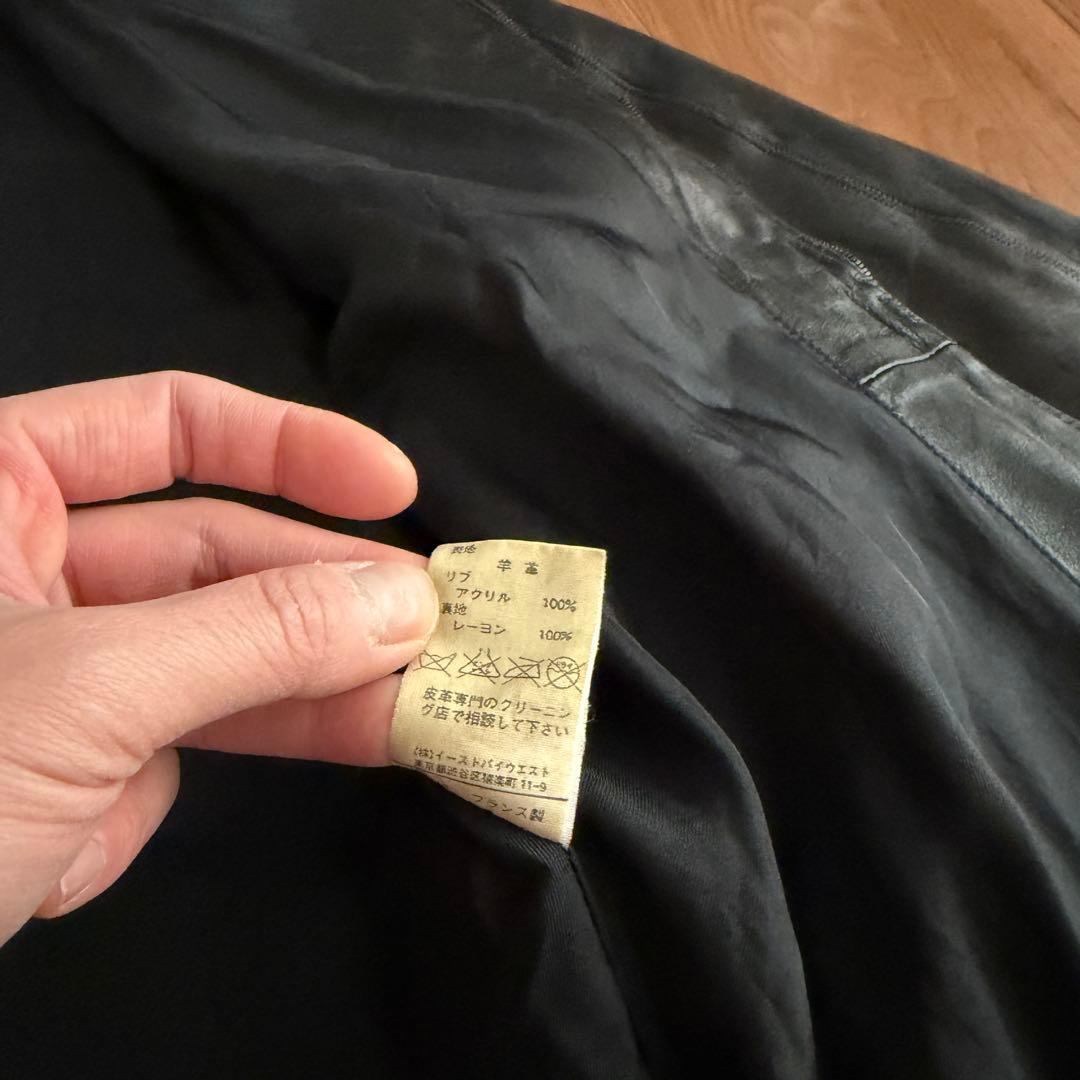 表地
羊革
リブ
アクリル 100%
裏地
レーヨン 100%
皮革専門のクリーニン
グ店で相談して下さい
(株)イーストバイウエスト
東京都渋谷区猿楽町 11-9
フランス製